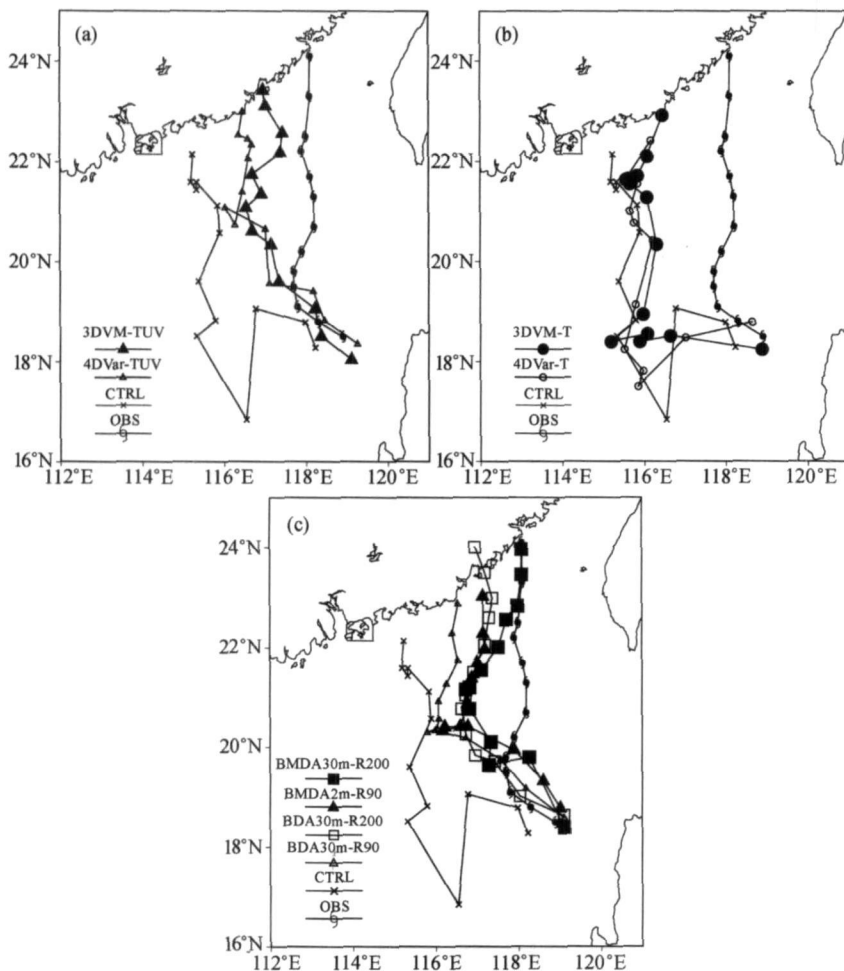 (a)
24°N
22°N
20°N
18°N
16°N
3DVM-TUV
4DVar-TUV
CTRL
OBS
112°E 114°E 116°E 118°E 120°E
(b)
24°N
22°N
20°N
18°N
16°N
3DVM-T
4DVar-T
CTRL
OBS
112°E 114°E 116°E 118°E 120°E
(c)
24°N
22°N
20°N
18°N
16°N
BMDA30m-R200
BMDA2m-R90
BDA30m-R200
BDA30m-R90
CTRL
OBS
112°E 114°E 116°E 118°E 120°E